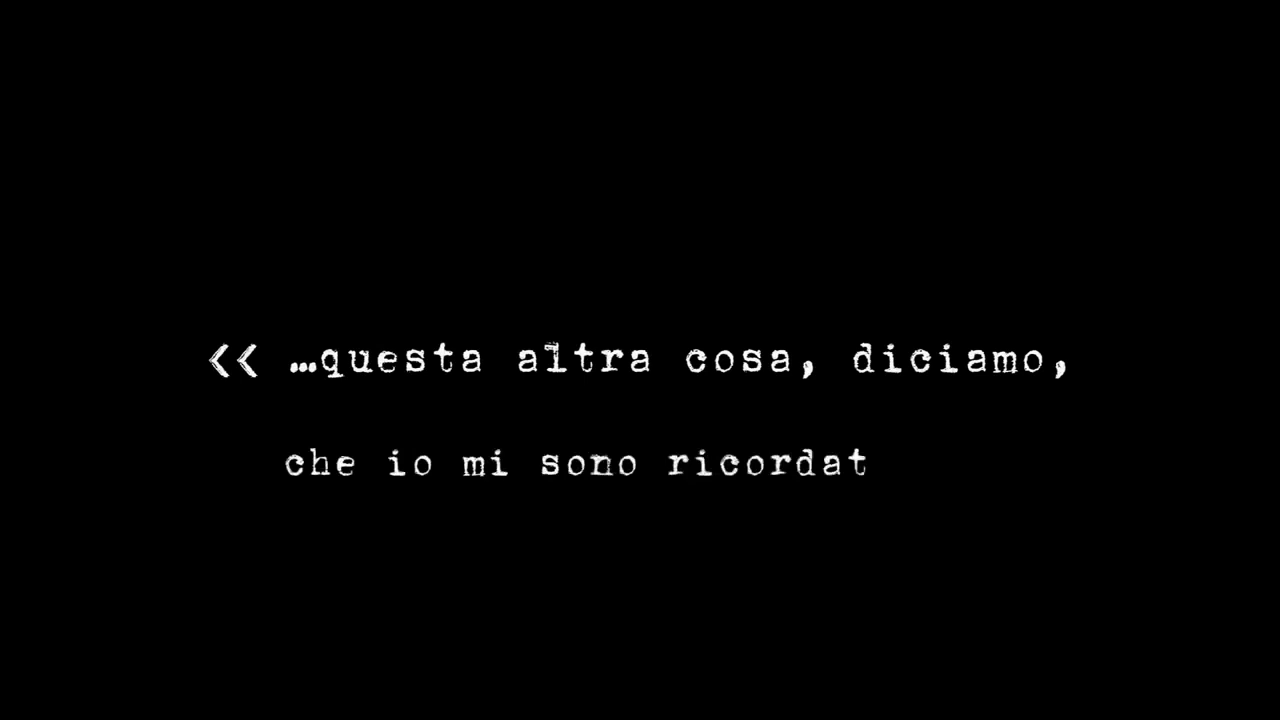 ‹‹ …questa altra cosa, diciamo,
che io mi sono ricordat